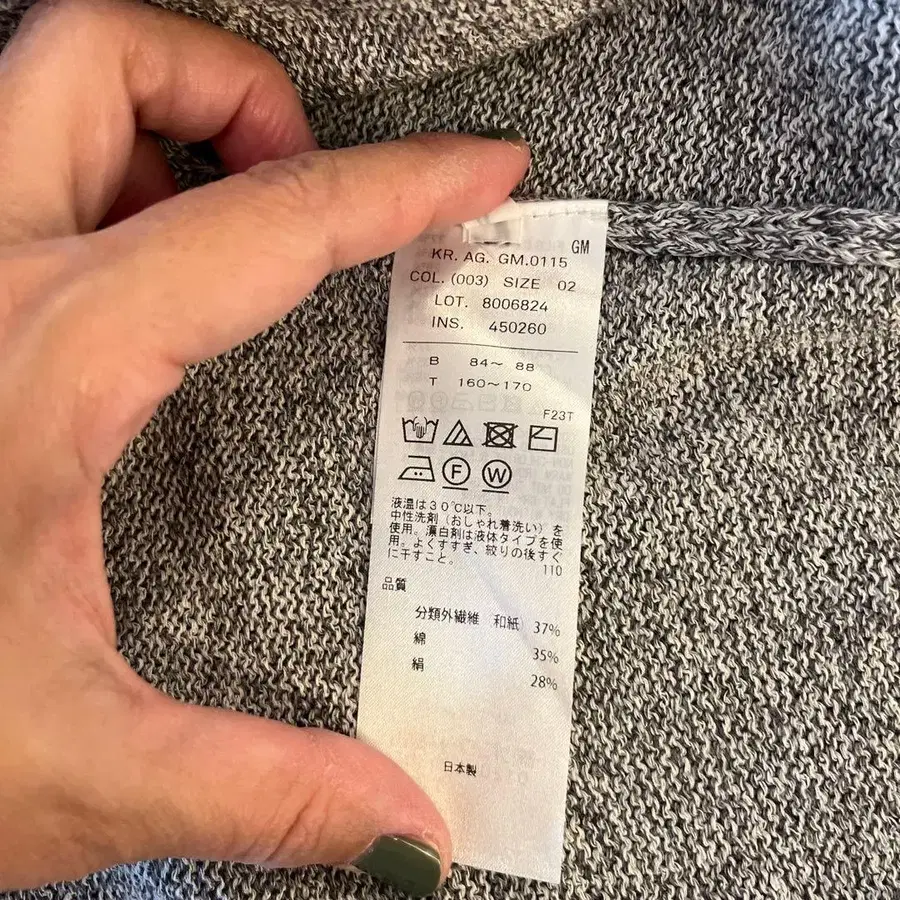 GM
KR. AG. GM.0115
COL. (003) SIZE 02
LOT. 8006824
INS. 450260
B 84～ 88
T 160～170
F23T
F W
液温は30℃以下。
中性洗剤（おしゃれ着洗い）を
使用。漂白剤は液体タイプを使
用。よくすすぎ、絞りの後すぐ
に干すこと。
110
品質
分類外繊維 和紙） 37%
綿 35%
絹 28%
日本製